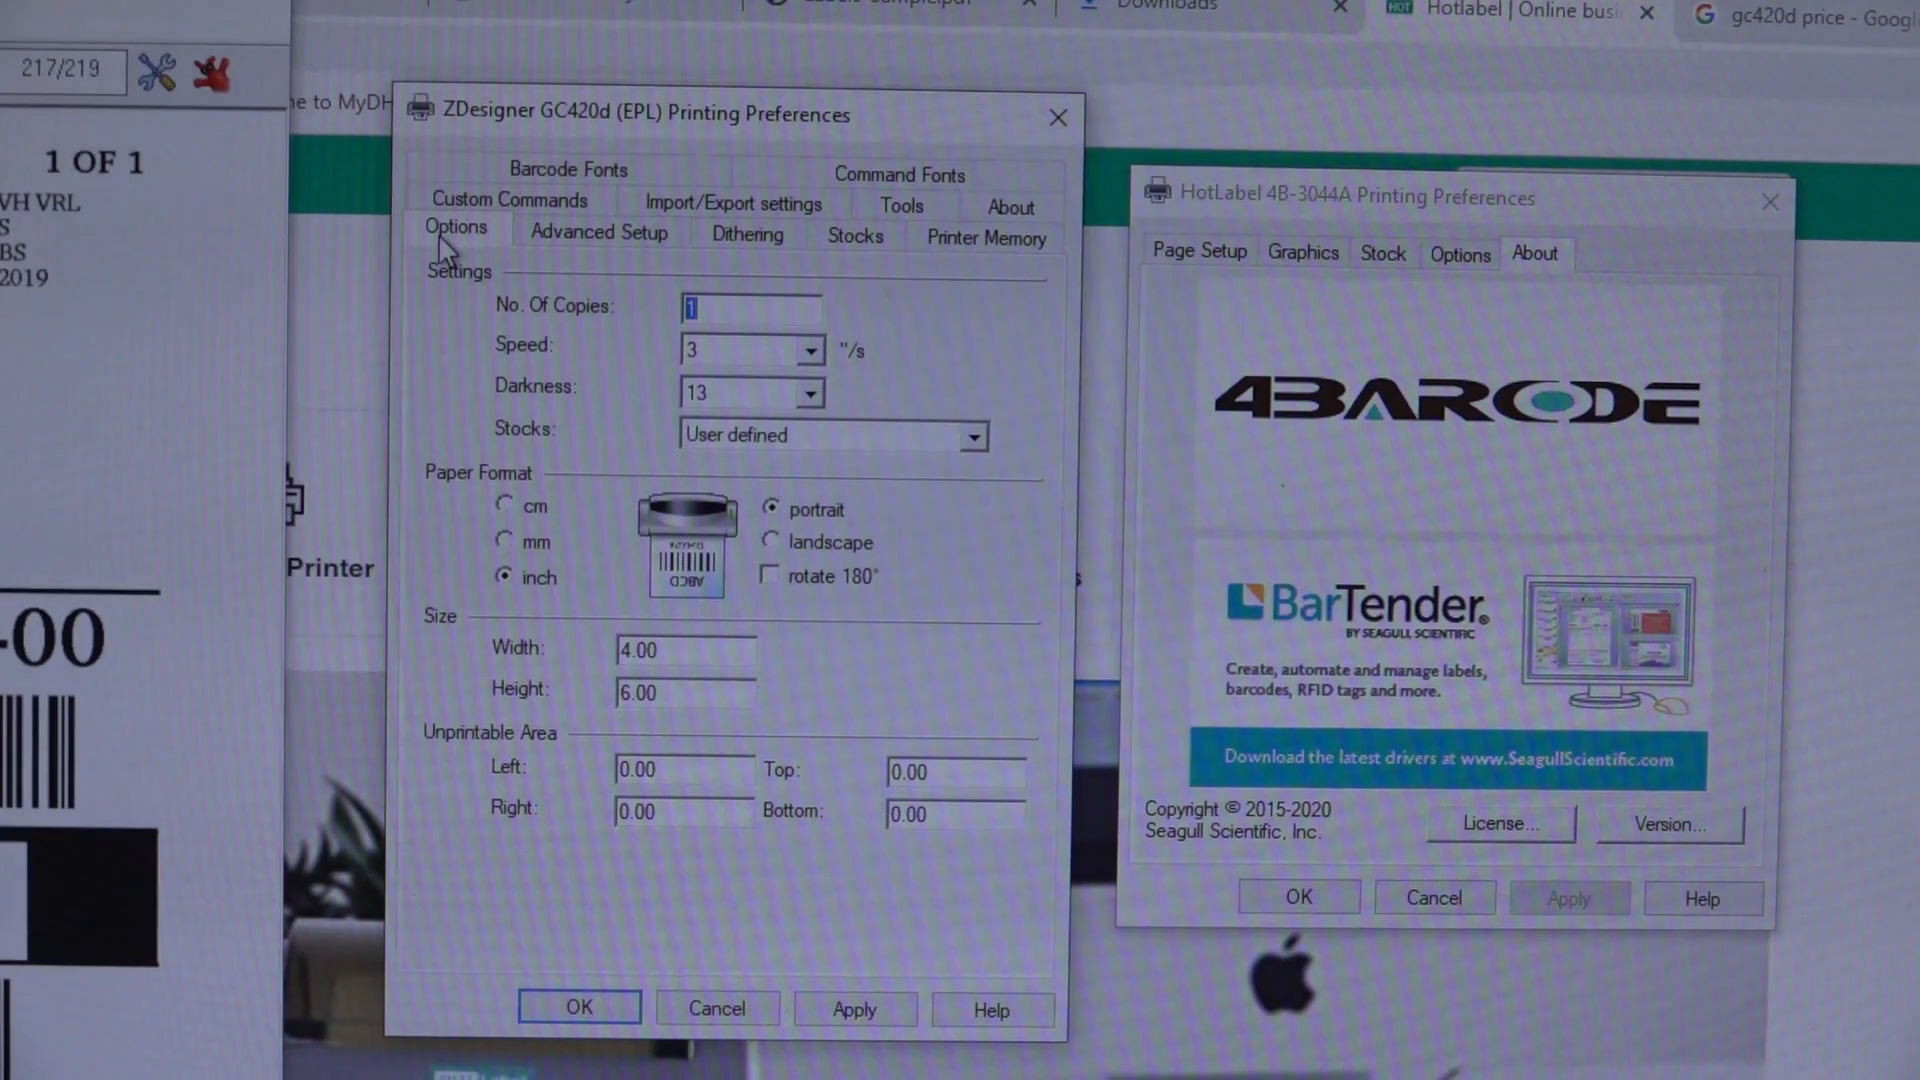 Downloads
Hotlabel | Online busi
gc420d price - Googl
217/219
ne to MyDH
1 OF 1
VH VRL
S
BS
2019
Printer
-00
ZDesigner GC420d (EPL) Printing Preferences
Barcode Fonts
Command Fonts
Custom Commands
Import/Export settings
Tools
About
Options
Advanced Setup
Dithering
Stocks
Printer Memory
Settings
No. Of Copies: 1
Speed: 3 "/s
Darkness: 13
Stocks: User defined
Paper Format
cm
mm
inch
ABCD
portrait
landscape
rotate 180°
Size
Width: 4.00
Height: 6.00
Unprintable Area
Left: 0.00 Top: 0.00
Right: 0.00 Bottom: 0.00
OK
Cancel
Apply
Help
HotLabel 4B-3044A Printing Preferences
Page Setup
Graphics
Stock
Options
About
4BARCODE
BarTender®
BY SEAGULL SCIENTIFIC
Create, automate and manage labels,
barcodes, RFID tags and more.
Download the latest drivers at www.SeagullScientific.com
Copyright © 2015-2020
Seagull Scientific, Inc.
License...
Version...
OK
Cancel
Apply
Help